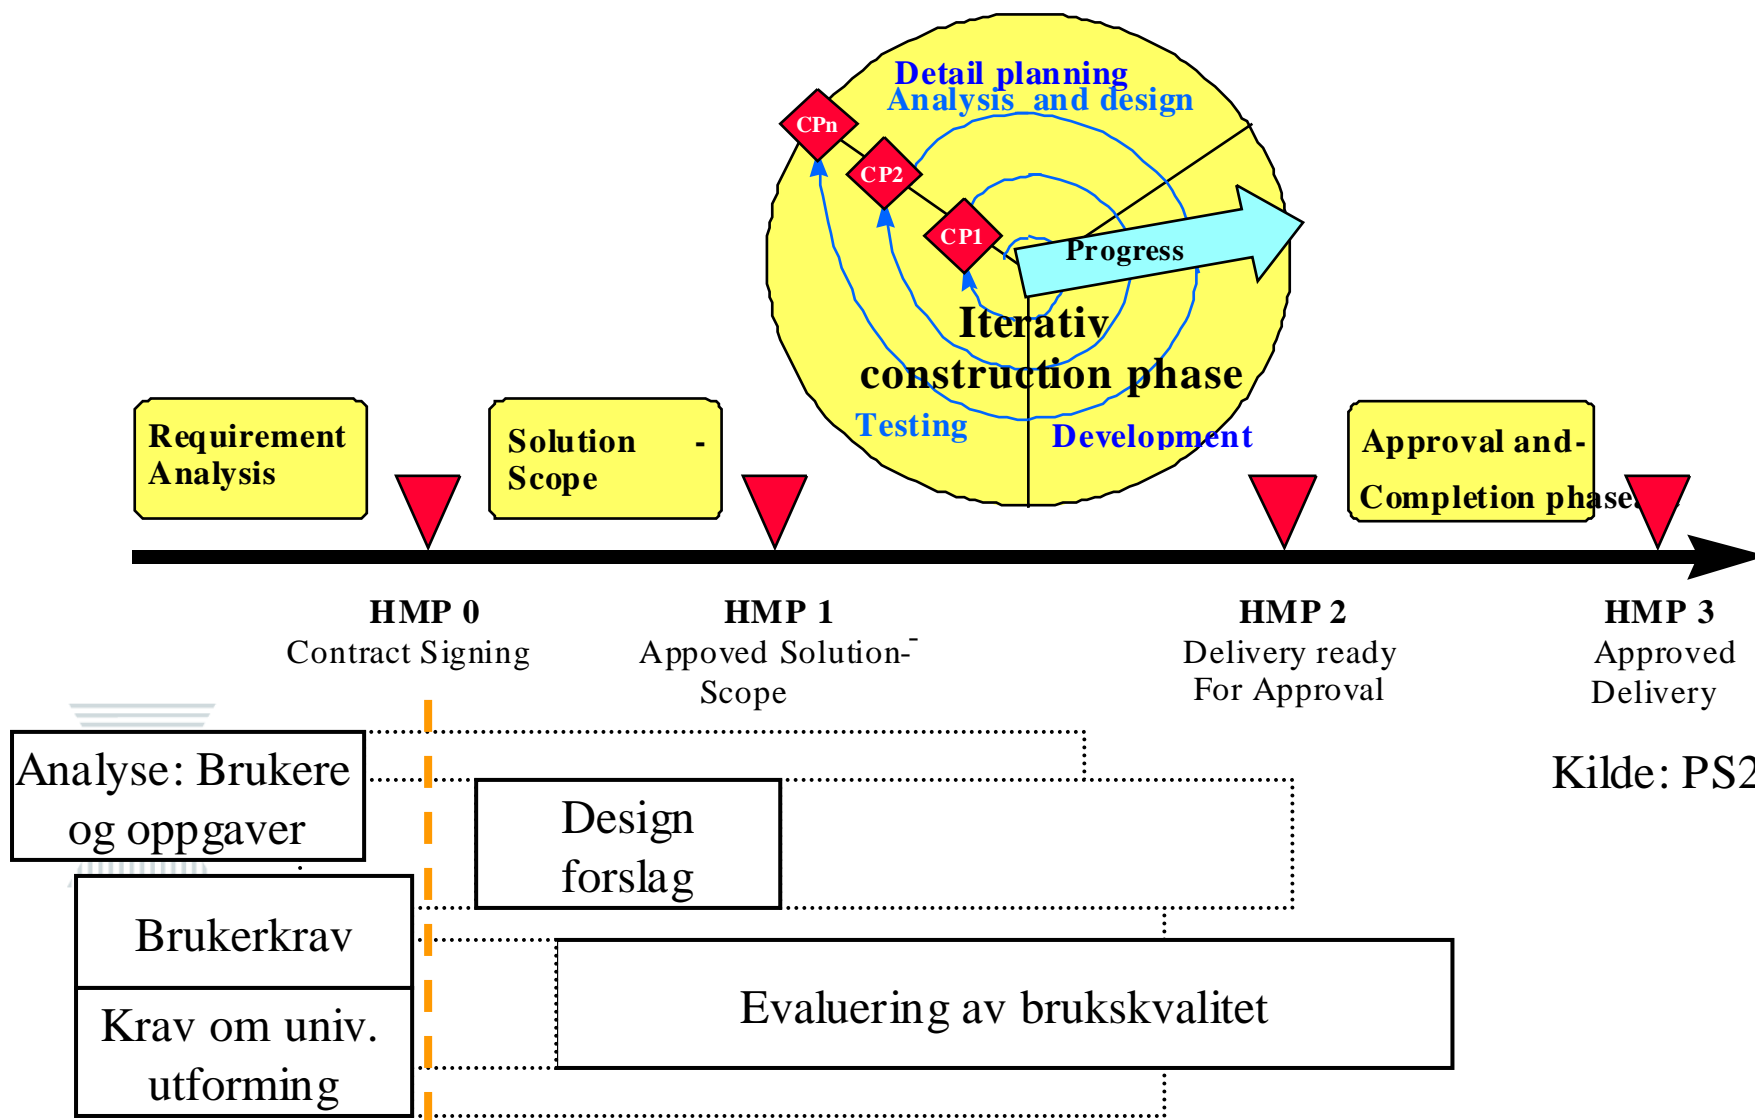 Detail planning
Analysis and design
CPn
CP2
CP1
Progress
Iterativ
construction phase
Testing
Development
Requirement
Analysis
Solution -
Scope
Approval and-
Completion phase
HMP 0
Contract Signing
HMP 1
Appoved Solution-
Scope
HMP 2
Delivery ready
For Approval
HMP 3
Approved
Delivery
Analyse: Brukere
og oppgaver
Kilde: PS2
Design
forslag
Brukerkrav
Evaluering av brukskvalitet
Krav om univ.
utforming